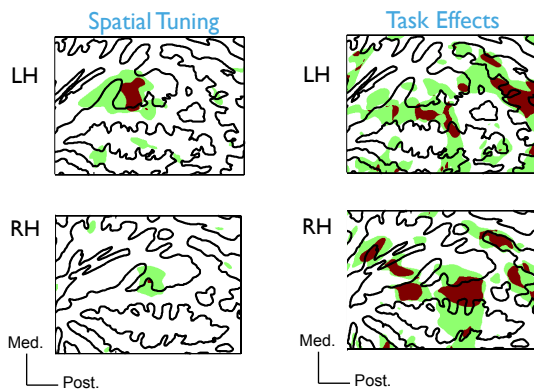 Spatial Tuning
Task Effects
LH
LH
RH
RH
Med.
Post.
Med.
Post.